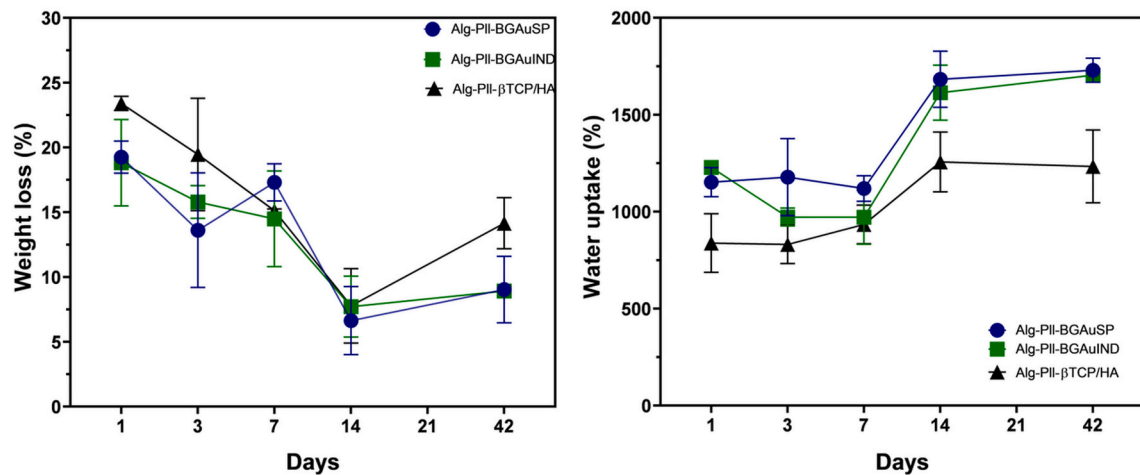 30
25
20
15
10
5
0
Weight loss (%)
Alg-Pll-BGAuSP
Alg-Pll-BGAuIND
Alg-Pll-βTCP/HA
1 3 7 14 21 42
Days
2000
1500
1000
500
0
Water uptake (%)
Alg-Pll-BGAuSP
Alg-Pll-BGAuIND
Alg-Pll-βTCP/HA
1 3 7 14 21 42
Days